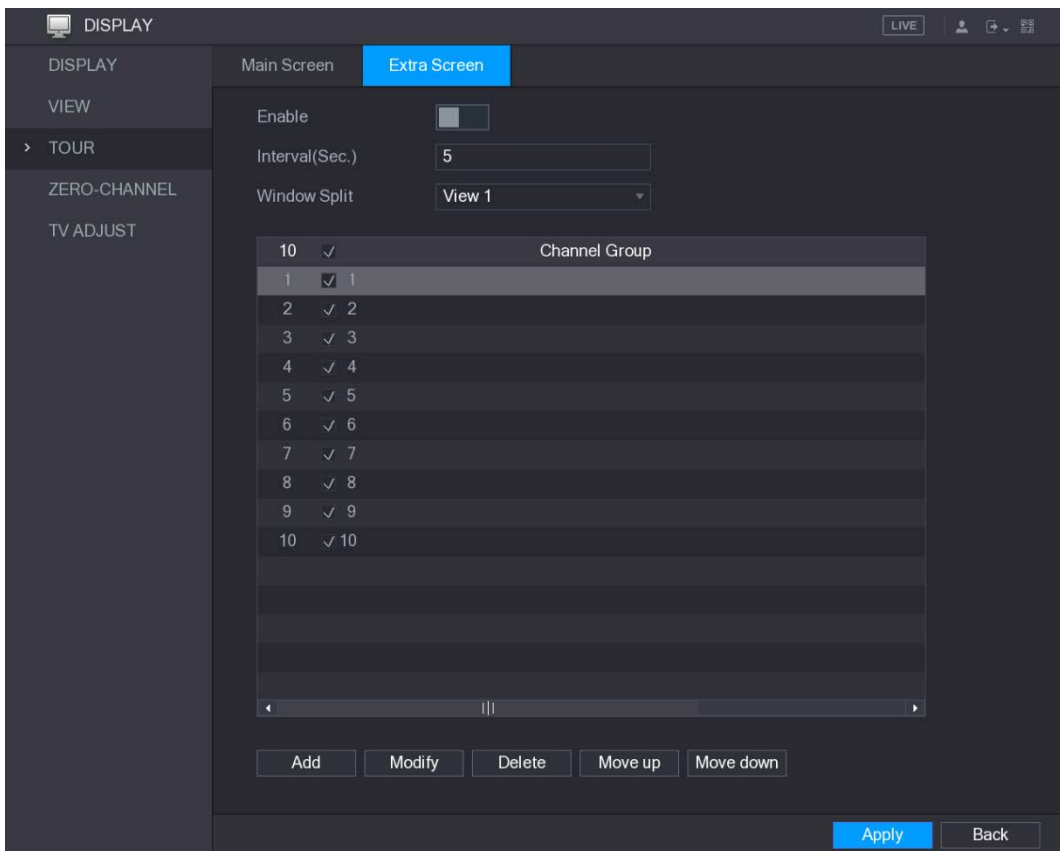 DISPLAY LIVE
DISPLAY
VIEW
TOUR
ZERO-CHANNEL
TV ADJUST
Main Screen Extra Screen
Enable
Interval(Sec.) 5
Window Split View 1
10 Channel Group
1 1
2 2
3 3
4 4
5 5
6 6
7 7
8 8
9 9
10 10
Add Modify Delete Move up Move down
Apply Back